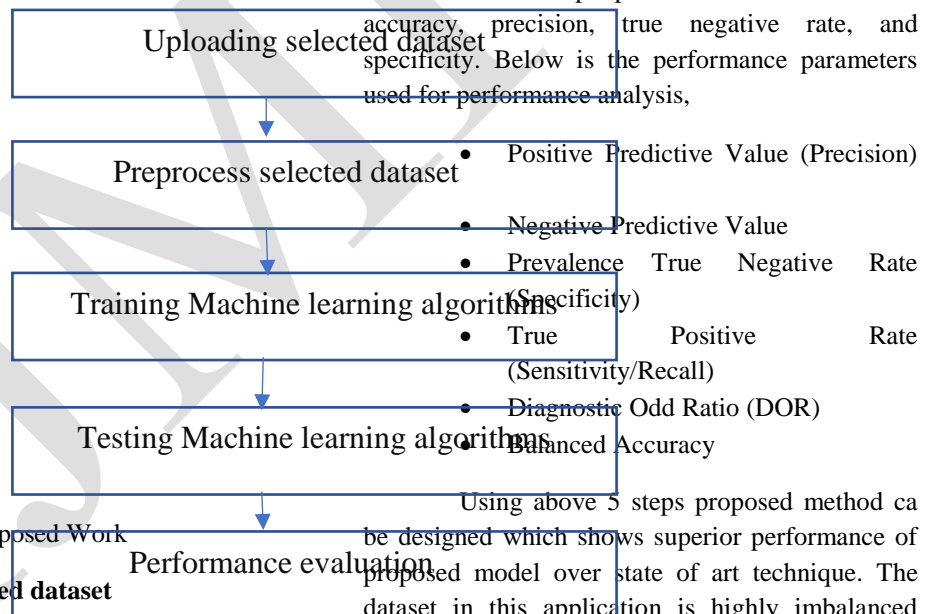 Uploading selected dataset
Preprocess selected dataset
Training Machine learning algorithms
Testing Machine learning algorithms
Performance evaluation
posed Work
ed dataset
accuracy, precision, true negative rate, and
specificity. Below is the performance parameters
used for performance analysis,
• Positive Predictive Value (Precision)
• Negative Predictive Value
• Prevalence True Negative Rate
(Specificity)
• True Positive Rate
(Sensitivity/Recall)
• Diagnostic Odd Ratio (DOR)
• Balanced Accuracy
Using above 5 steps proposed method ca
be designed which shows superior performance of
proposed model over state of art technique. The
dataset in this application is highly imbalanced